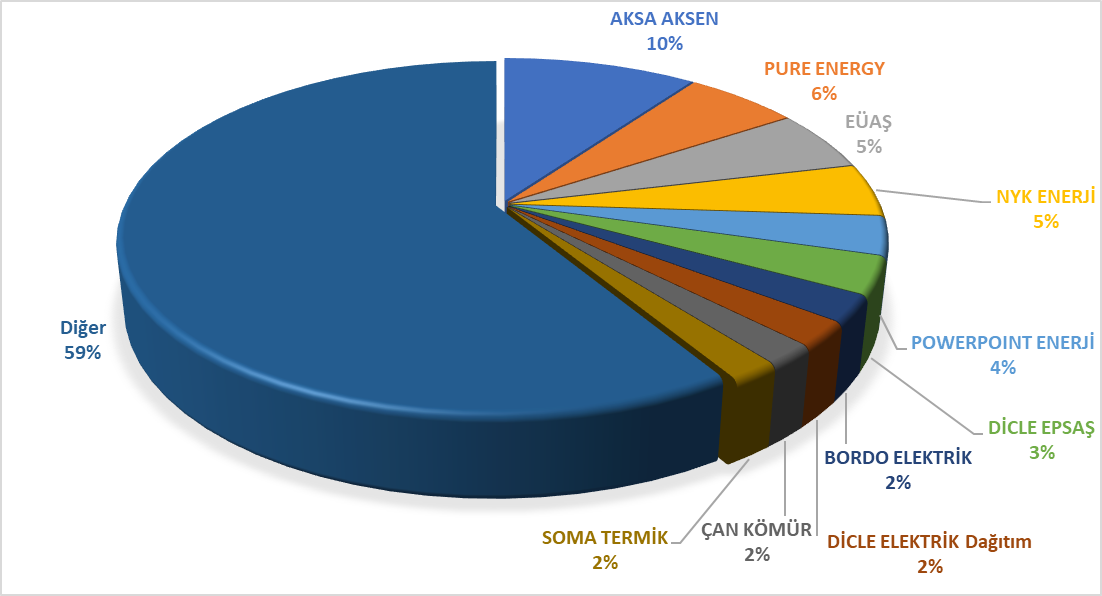 AKSA AKSEN
10%
PURE ENERGY
6%
EÜAŞ
5%
NYK ENERJİ
5%
POWERPOINT ENERJİ
4%
DİCLE EPSAŞ
3%
BORDO ELEKTRİK
2%
DİCLE ELEKTRİK Dağıtım
2%
ÇAN KÖMÜR
2%
SOMA TERMİK
2%
Diğer
59%